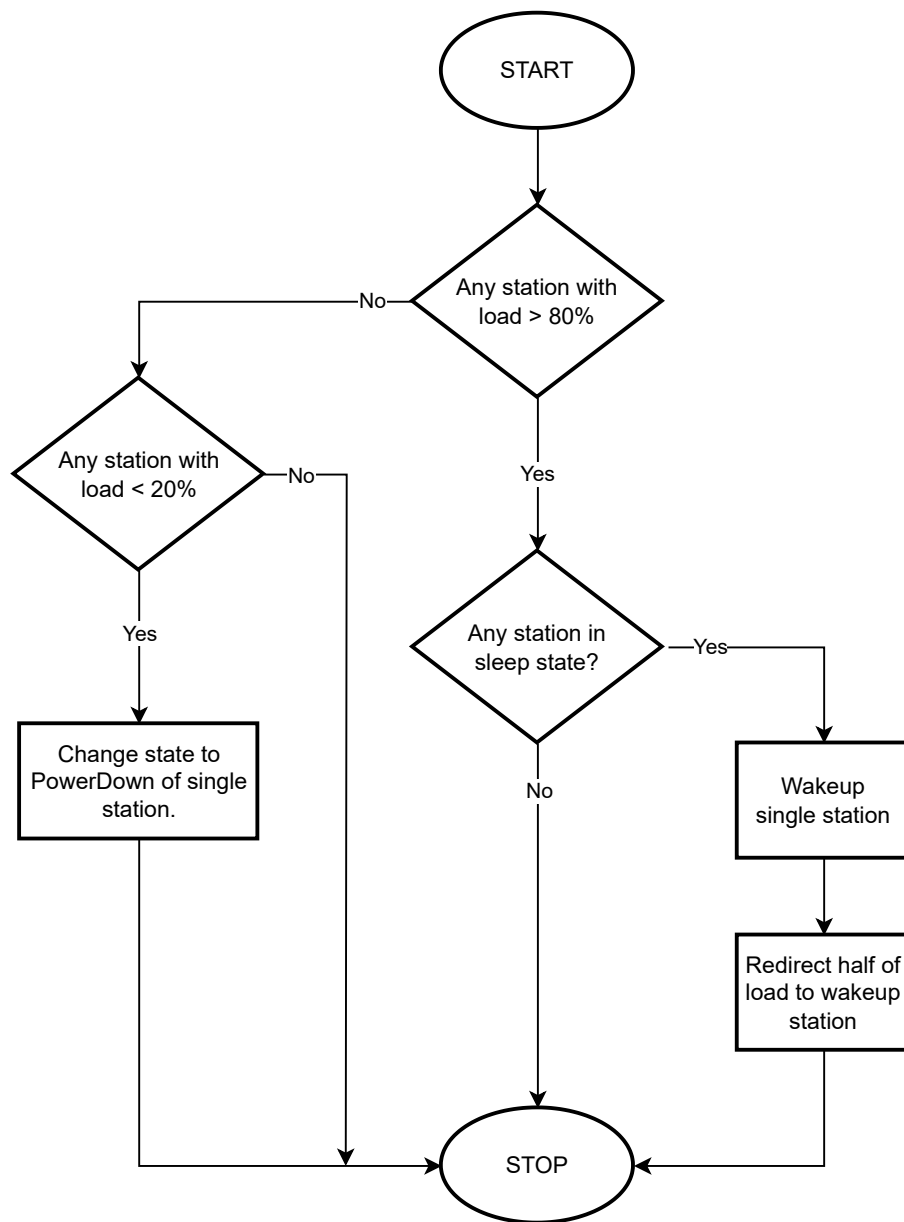 START
Any station with
load > 80%
No
Any station with
load < 20%
No
Yes
Yes
Any station in
sleep state?
Yes
Change state to
PowerDown of single
station.
No
Wakeup
single station
Redirect half of
load to wakeup
station
STOP